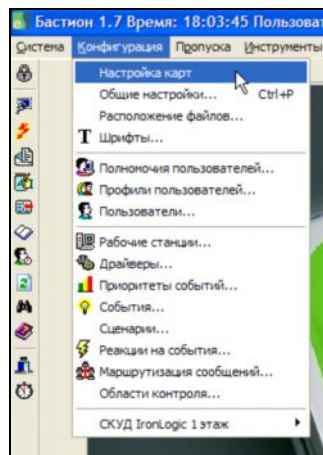 Бастион 1.7 Время: 18:03:45 Пользоват
Система Конфигурация Пропуска Инструменты
Настройка карт
Общие настройки... Ctrl+P
Расположение файлов...
Шрифты...
Полномочия пользователей...
Профили пользователей...
Пользователи...
Рабочие станции...
Драйверы...
Приоритеты событий...
События...
Сценарии...
Реакции на события...
Маршрутизация сообщений...
Области контроля...
СКУД IronLogic 1 этаж